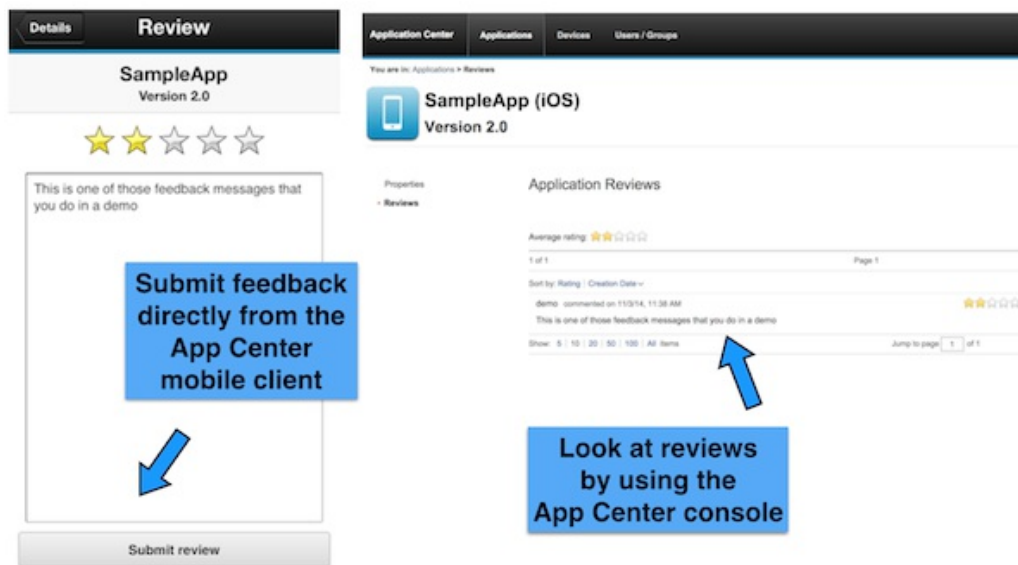 Details
Review
SampleApp
Version 2.0
This is one of those feedback messages that
you do in a demo
Submit feedback
directly from the
App Center
mobile client
Submit review
Application Center Applications Devices Users / Groups
You are in: Applications > Reviews
SampleApp (iOS)
Version 2.0
Properties
Reviews
Application Reviews
Average rating:
1 of 1 Page 1
Sort by: Rating | Creation Date
demo commented on 11/3/14, 11:38 AM
This is one of those feedback messages that you do in a demo
Show: 5 | 10 | 20 | 50 | 100 | All items Jump to page 1 of 1
Look at reviews
by using the
App Center console